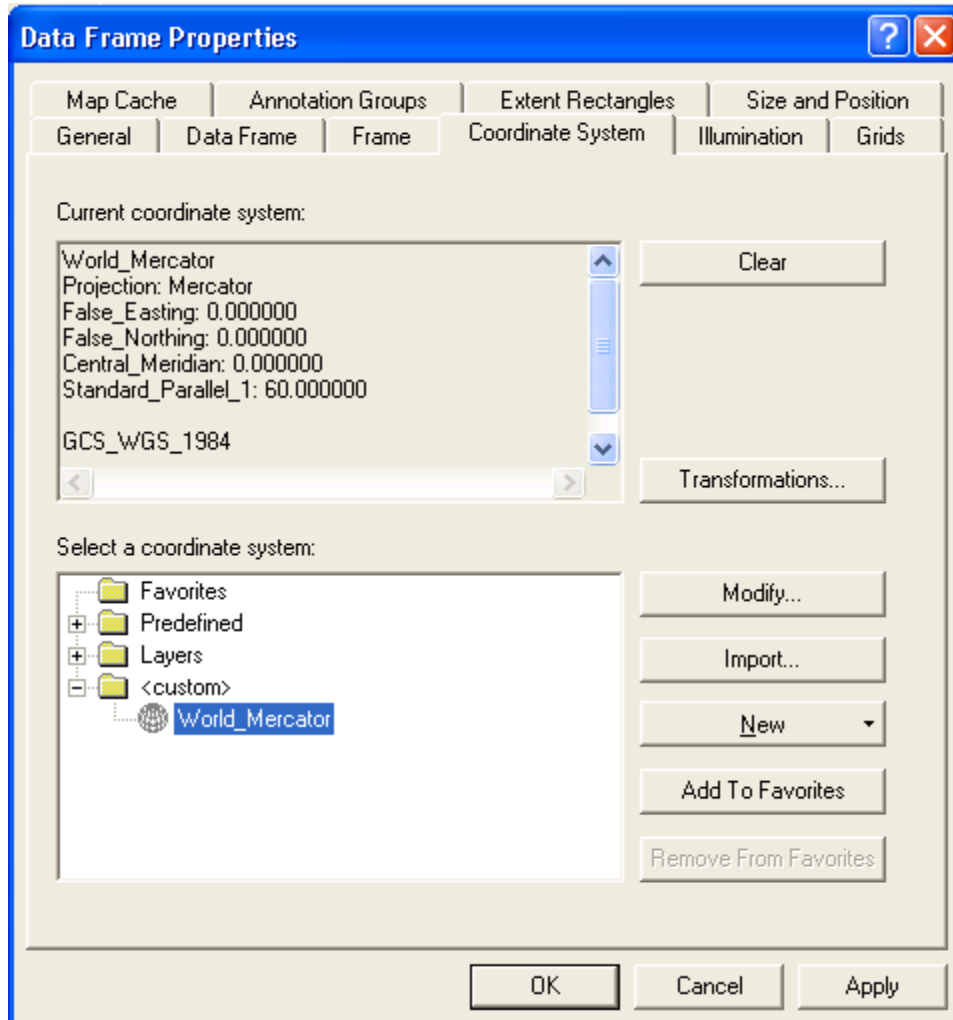 Data Frame Properties
Map Cache Annotation Groups Extent Rectangles Size and Position
General Data Frame Frame Coordinate System Illumination Grids
Current coordinate system:
World_Mercator
Projection: Mercator
False_Easting: 0.000000
False_Northing: 0.000000
Central_Meridian: 0.000000
Standard_Parallel_1: 60.000000
GCS_WGS_1984
Clear
Transformations...
Select a coordinate system:
Favorites
Predefined
Layers
<custom>
World_Mercator
Modify...
Import...
New
Add To Favorites
Remove From Favorites
OK Cancel Apply